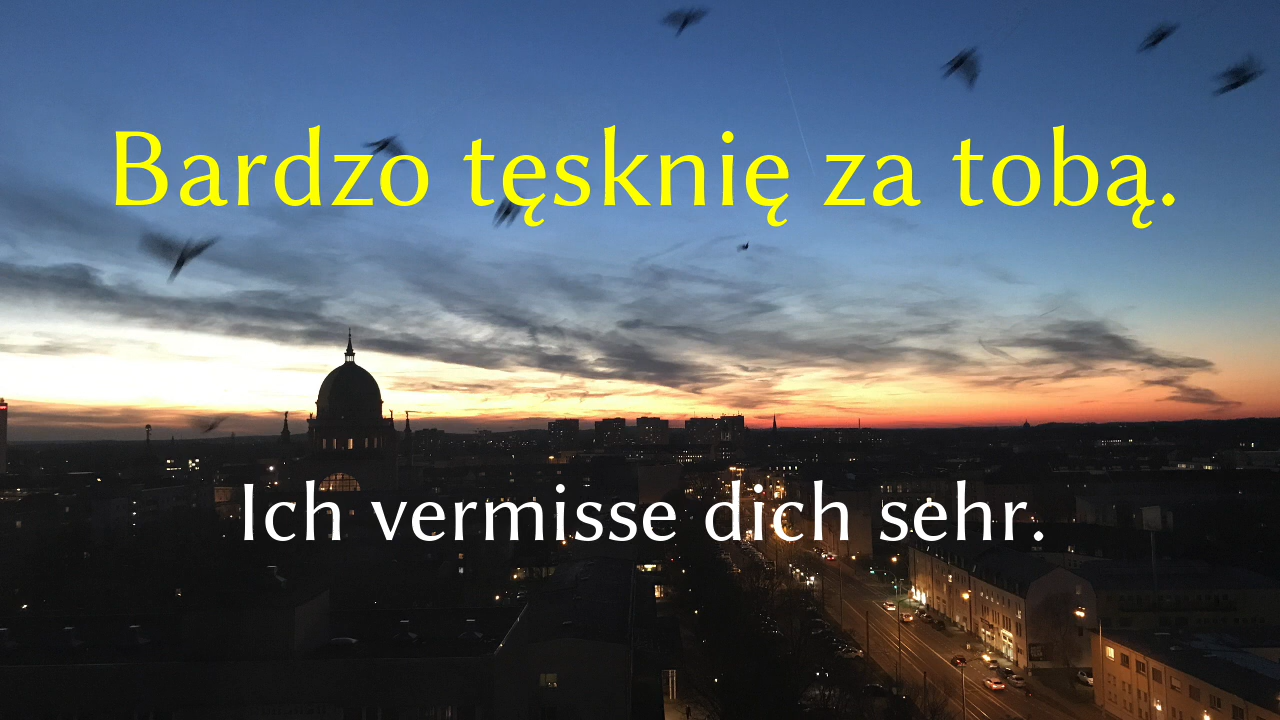 Bardzo tęsknię za tobą.
Ich vermisse dich sehr.